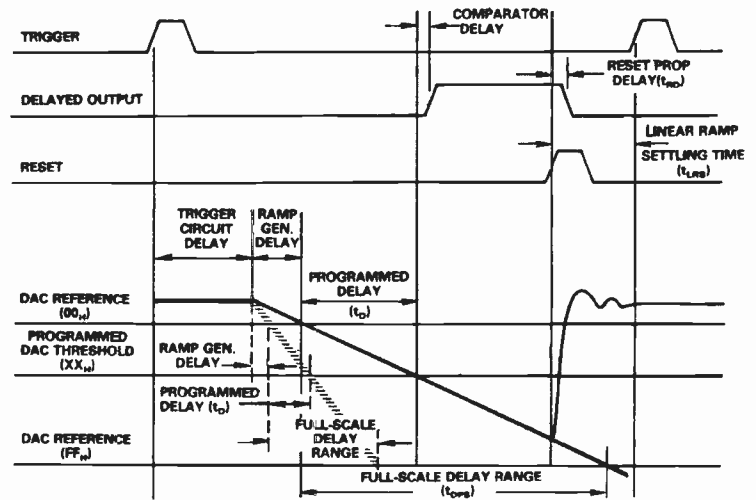 COMPARATOR
DELAY
TRIGGER
RESET PROP
DELAY(tRD)
DELAYED OUTPUT
LINEAR RAMP
SETTLING TIME
(tLRS)
RESET
TRIGGER
CIRCUIT
DELAY
RAMP
GEN.
DELAY
PROGRAMMED
DELAY
(tD)
DAC REFERENCE
(00H)
PROGRAMMED
DAC THRESHOLD
(XXH)
RAMP GEN.
DELAY
PROGRAMMED
DELAY (tD)
FULL-SCALE
DELAY
RANGE
DAC REFERENCE
(FFH)
FULL-SCALE DELAY RANGE
(tDFS)